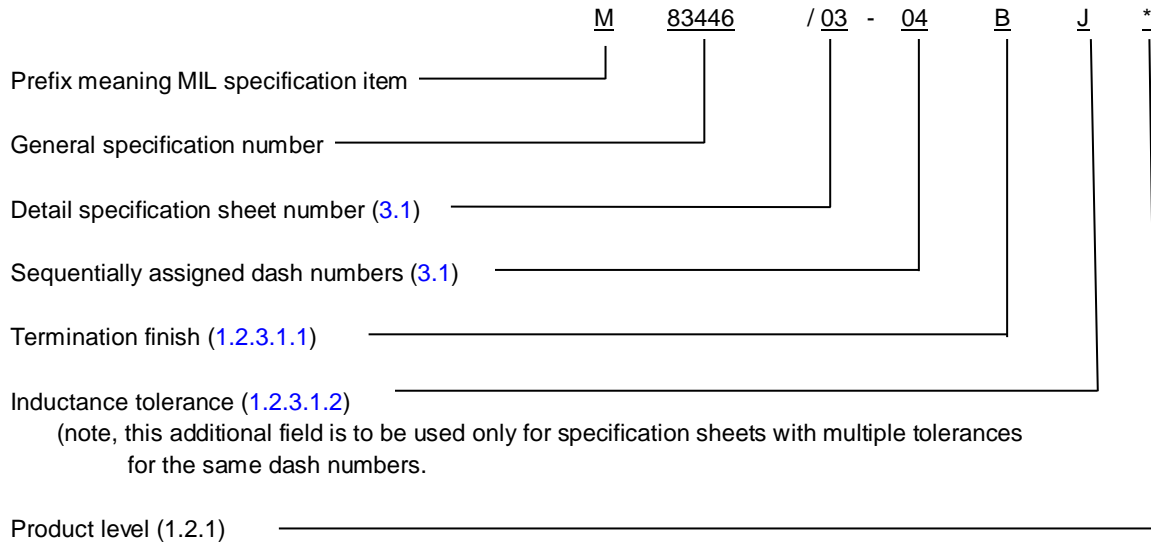 M 83446 / 03 - 04 B J *
Prefix meaning MIL specification item
General specification number
Detail specification sheet number (3.1)
Sequentially assigned dash numbers (3.1)
Termination finish (1.2.3.1.1)
Inductance tolerance (1.2.3.1.2)
(note, this additional field is to be used only for specification sheets with multiple tolerances
for the same dash numbers.
Product level (1.2.1)